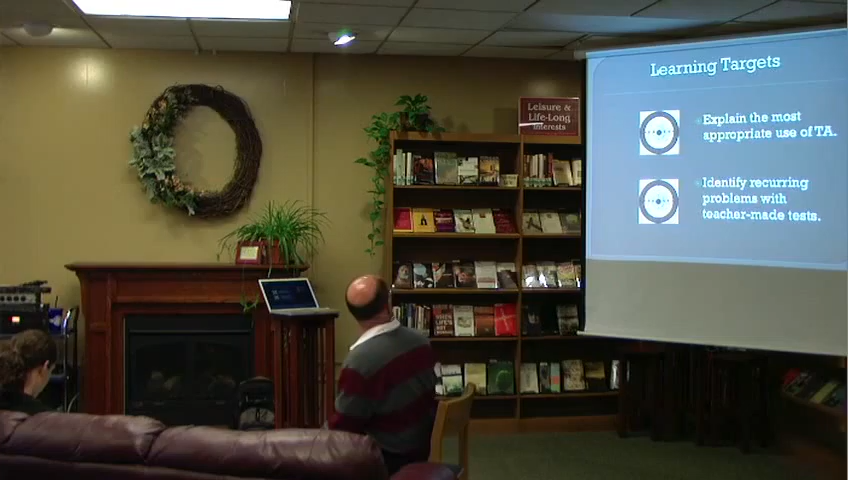 Learning Targets
Leisure &
Life-Long
Interests
Explain the most
appropriate use of TA.
Identify recurring
problems with
teacher-made tests.